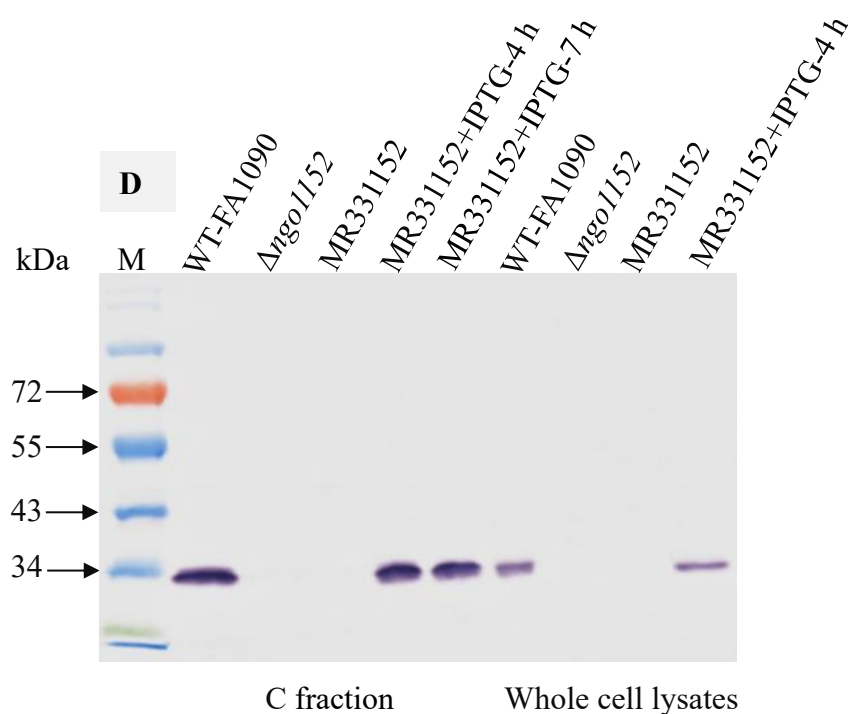 D
kDa
M
WT-FA1090
Δngo1152
MR331152
MR331152+IPTG-4 h
MR331152+IPTG-7 h
WT-FA1090
Δngo1152
MR331152
MR331152+IPTG-4 h
72
55
43
34
C fraction
Whole cell lysates